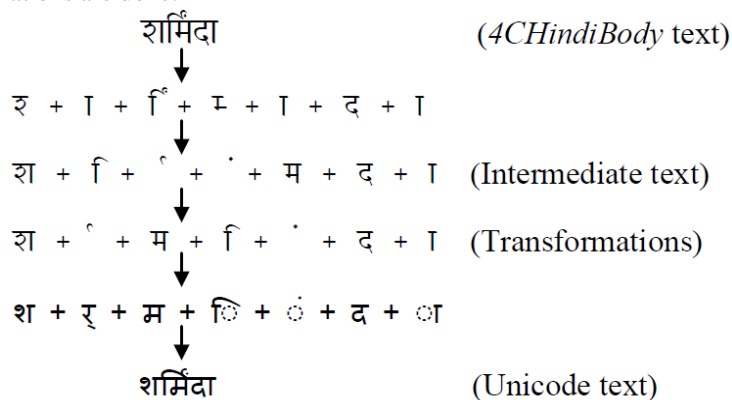 शर्मिंदा (4CHindiBody text)
श + ा + र्िं + म + ा + द + ा
श + ि + र् + ं + म + द + ा (Intermediate text)
श + र् + म + ि + ं + द + ा (Transformations)
श + र् + म + ि + ं + द + ा
शर्मिंदा (Unicode text)